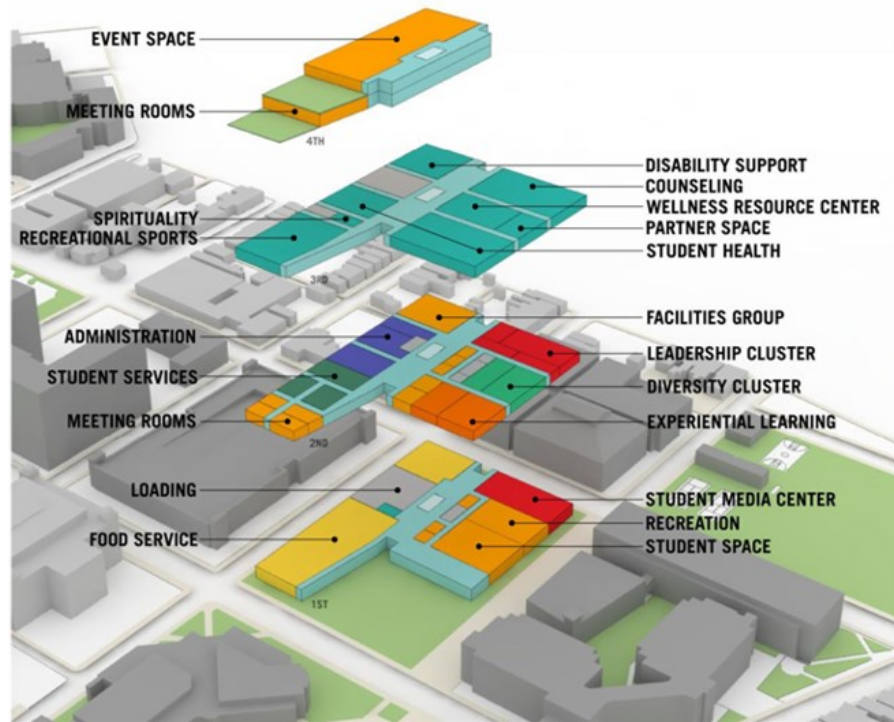 EVENT SPACE
MEETING ROOMS
4TH
DISABILITY SUPPORT
COUNSELING
WELLNESS RESOURCE CENTER
PARTNER SPACE
STUDENT HEALTH
SPIRITUALITY
RECREATIONAL SPORTS
3RD
FACILITIES GROUP
ADMINISTRATION
LEADERSHIP CLUSTER
STUDENT SERVICES
DIVERSITY CLUSTER
MEETING ROOMS
EXPERIENTIAL LEARNING
2ND
LOADING
STUDENT MEDIA CENTER
RECREATION
FOOD SERVICE
STUDENT SPACE
1ST